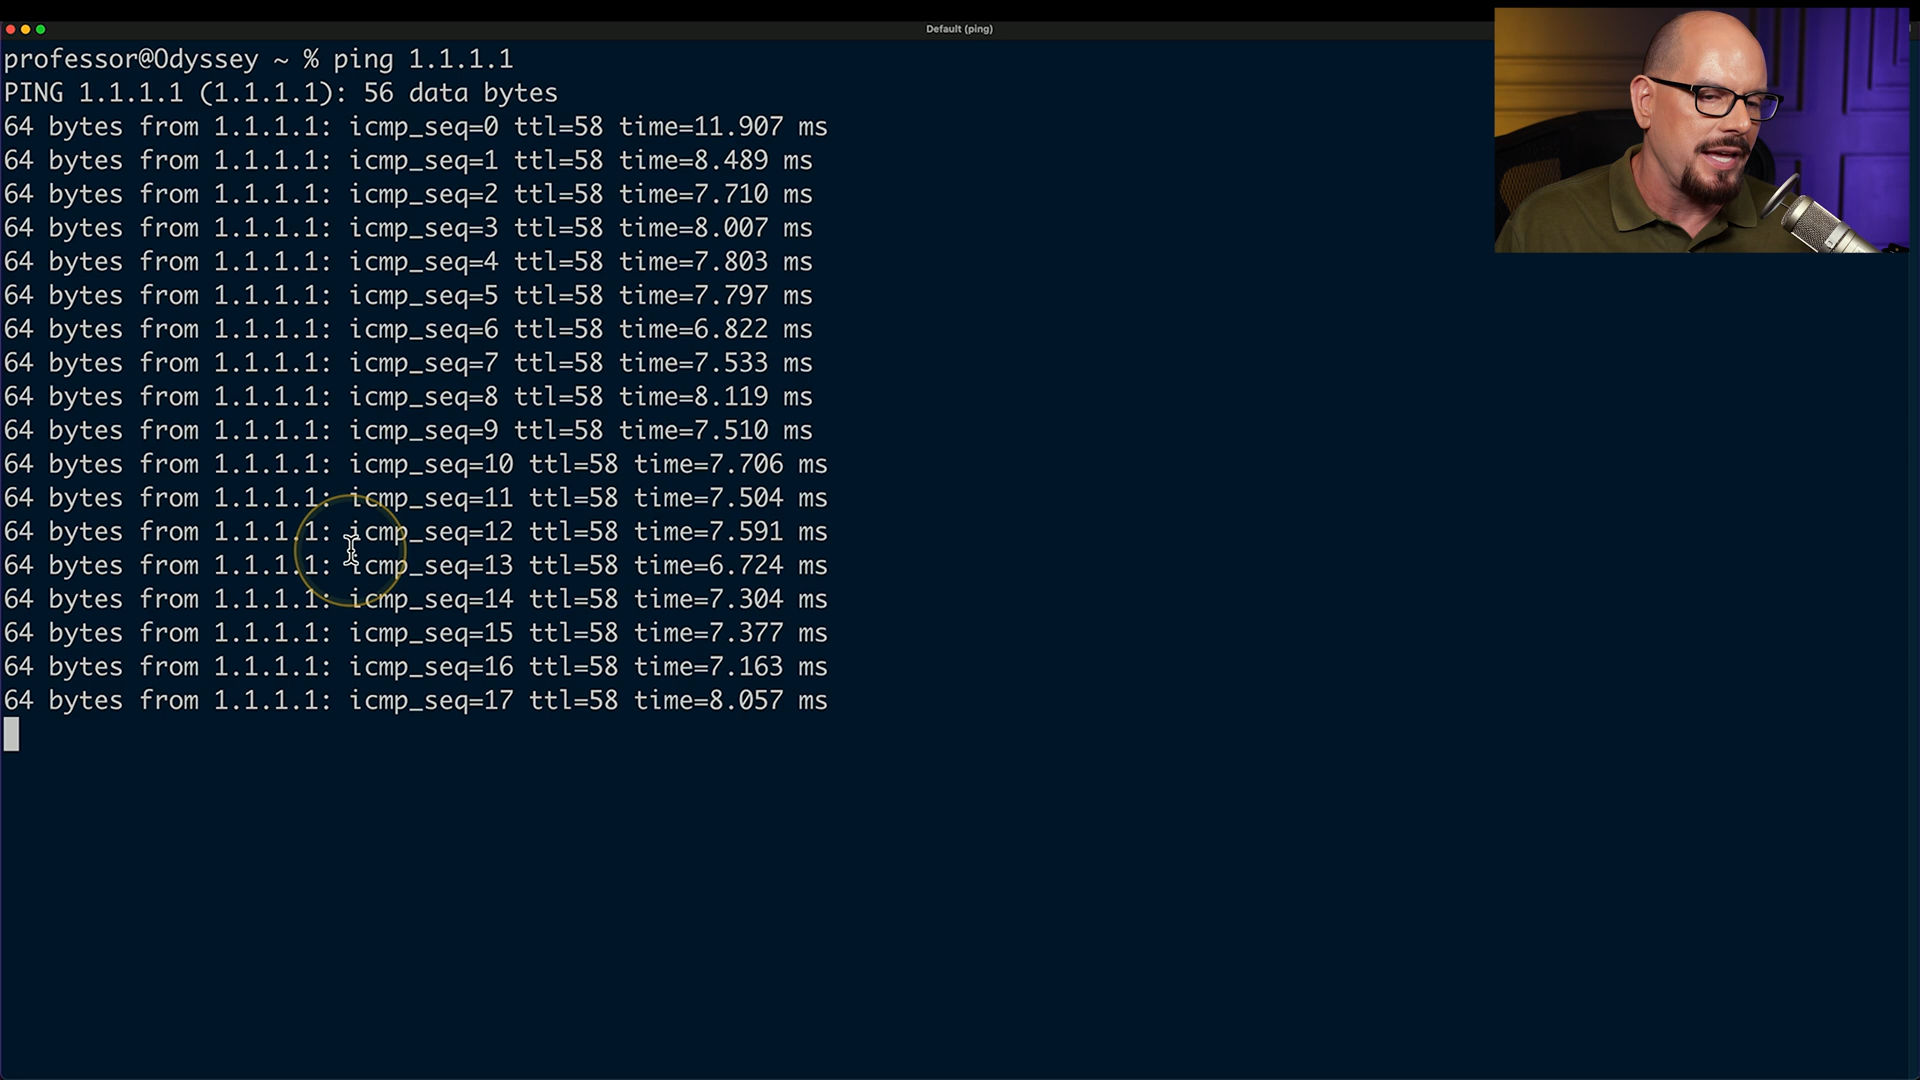 Default (ping)
professor@Odyssey ~ % ping 1.1.1.1
PING 1.1.1.1 (1.1.1.1): 56 data bytes
64 bytes from 1.1.1.1: icmp_seq=0 ttl=58 time=11.907 ms
64 bytes from 1.1.1.1: icmp_seq=1 ttl=58 time=8.489 ms
64 bytes from 1.1.1.1: icmp_seq=2 ttl=58 time=7.710 ms
64 bytes from 1.1.1.1: icmp_seq=3 ttl=58 time=8.007 ms
64 bytes from 1.1.1.1: icmp_seq=4 ttl=58 time=7.803 ms
64 bytes from 1.1.1.1: icmp_seq=5 ttl=58 time=7.797 ms
64 bytes from 1.1.1.1: icmp_seq=6 ttl=58 time=6.822 ms
64 bytes from 1.1.1.1: icmp_seq=7 ttl=58 time=7.533 ms
64 bytes from 1.1.1.1: icmp_seq=8 ttl=58 time=8.119 ms
64 bytes from 1.1.1.1: icmp_seq=9 ttl=58 time=7.510 ms
64 bytes from 1.1.1.1: icmp_seq=10 ttl=58 time=7.706 ms
64 bytes from 1.1.1.1: icmp_seq=11 ttl=58 time=7.504 ms
64 bytes from 1.1.1.1: icmp_seq=12 ttl=58 time=7.591 ms
64 bytes from 1.1.1.1: icmp_seq=13 ttl=58 time=6.724 ms
64 bytes from 1.1.1.1: icmp_seq=14 ttl=58 time=7.304 ms
64 bytes from 1.1.1.1: icmp_seq=15 ttl=58 time=7.377 ms
64 bytes from 1.1.1.1: icmp_seq=16 ttl=58 time=7.163 ms
64 bytes from 1.1.1.1: icmp_seq=17 ttl=58 time=8.057 ms